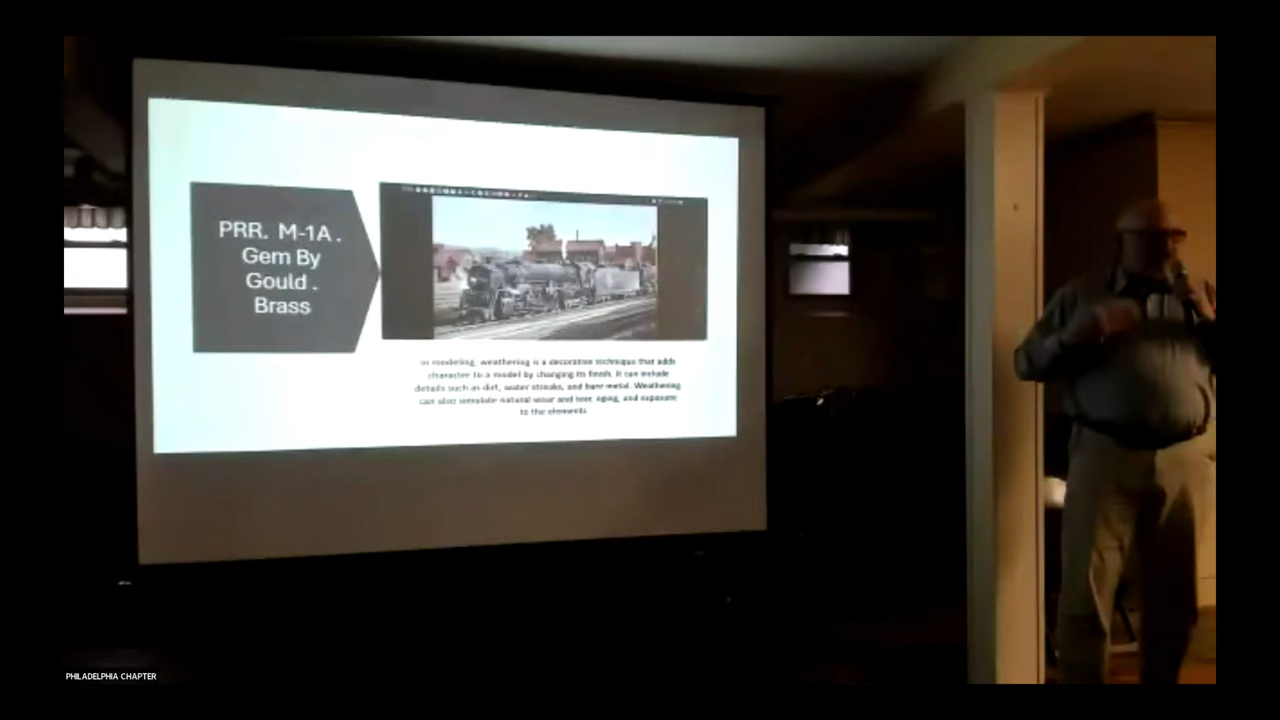 PRR. M-1A.
Gem By
Gould.
Brass
In modeling, weathering is a decorative technique that adds
character to a model by changing its finish. It can include
details such as dirt, water streaks, and bare metal. Weathering
can also simulate natural wear and tear, aging, and exposure
to the elements
PHILADELPHIA CHAPTER